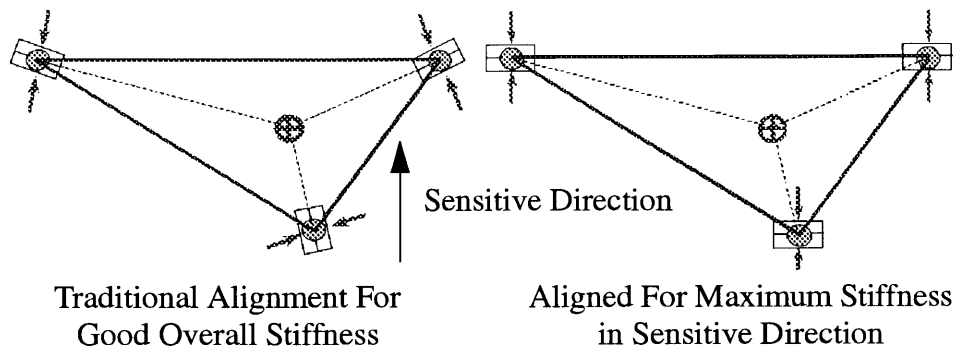 Sensitive Direction
Traditional Alignment For
Good Overall Stiffness
Aligned For Maximum Stiffness
in Sensitive Direction